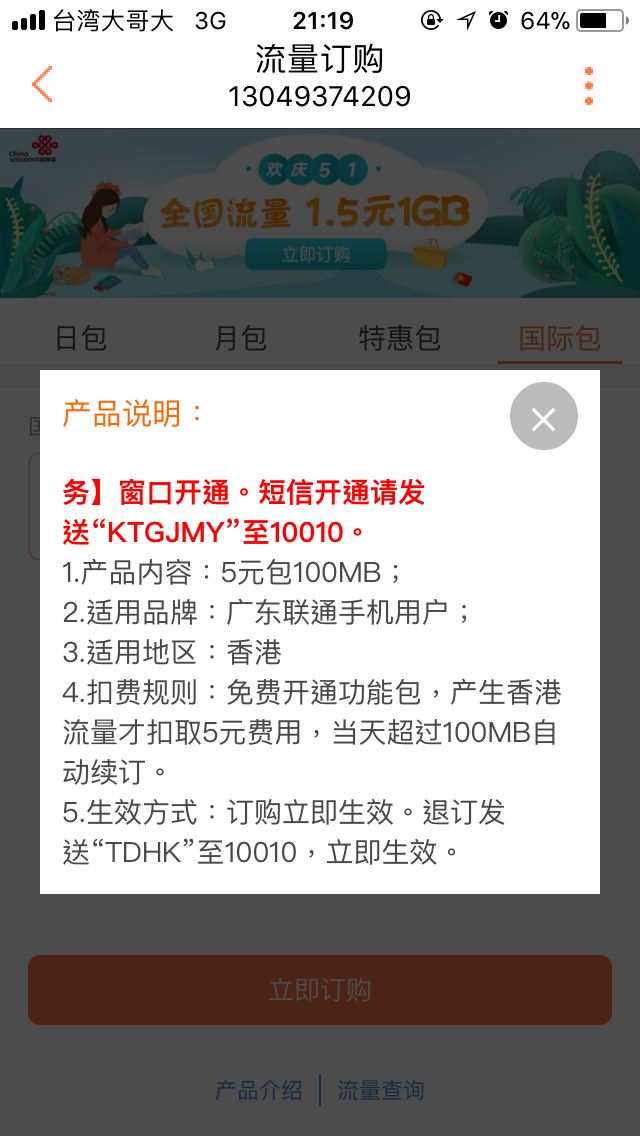 台湾大哥大 3G 21:19 64%
流量订购
13049374209
China
unicom中国联通
欢庆51
全国流量 1.5元1GB
立即订购
日包 月包 特惠包 国际包
产品说明：
务】窗口开通。短信开通请发
送“KTGJMY”至10010。
1.产品内容：5元包100MB；
2.适用品牌：广东联通手机用户；
3.适用地区：香港
4.扣费规则：免费开通功能包，产生香港
流量才扣取5元费用，当天超过100MB自
动续订。
5.生效方式：订购立即生效。退订发
送“TDHK”至10010，立即生效。
立即订购
产品介绍 | 流量查询